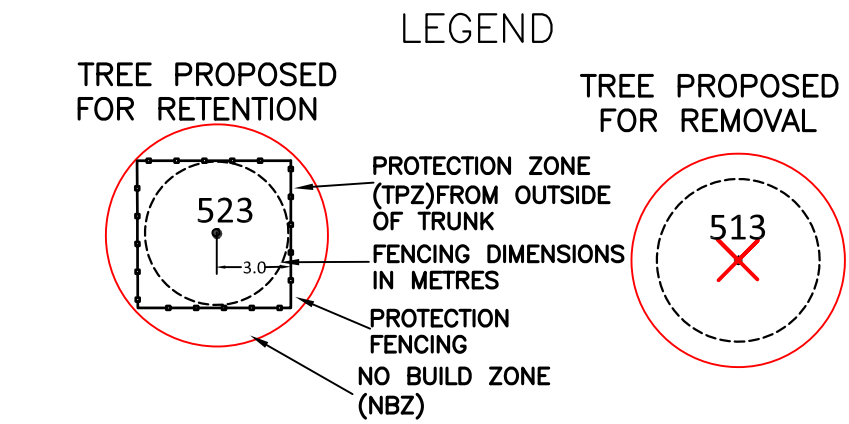 LEGEND
TREE PROPOSED
FOR RETENTION
523
3.0
PROTECTION ZONE
(TPZ)FROM OUTSIDE
OF TRUNK
FENCING DIMENSIONS
IN METRES
PROTECTION
FENCING
NO BUILD ZONE
(NBZ)
TREE PROPOSED
FOR REMOVAL
513